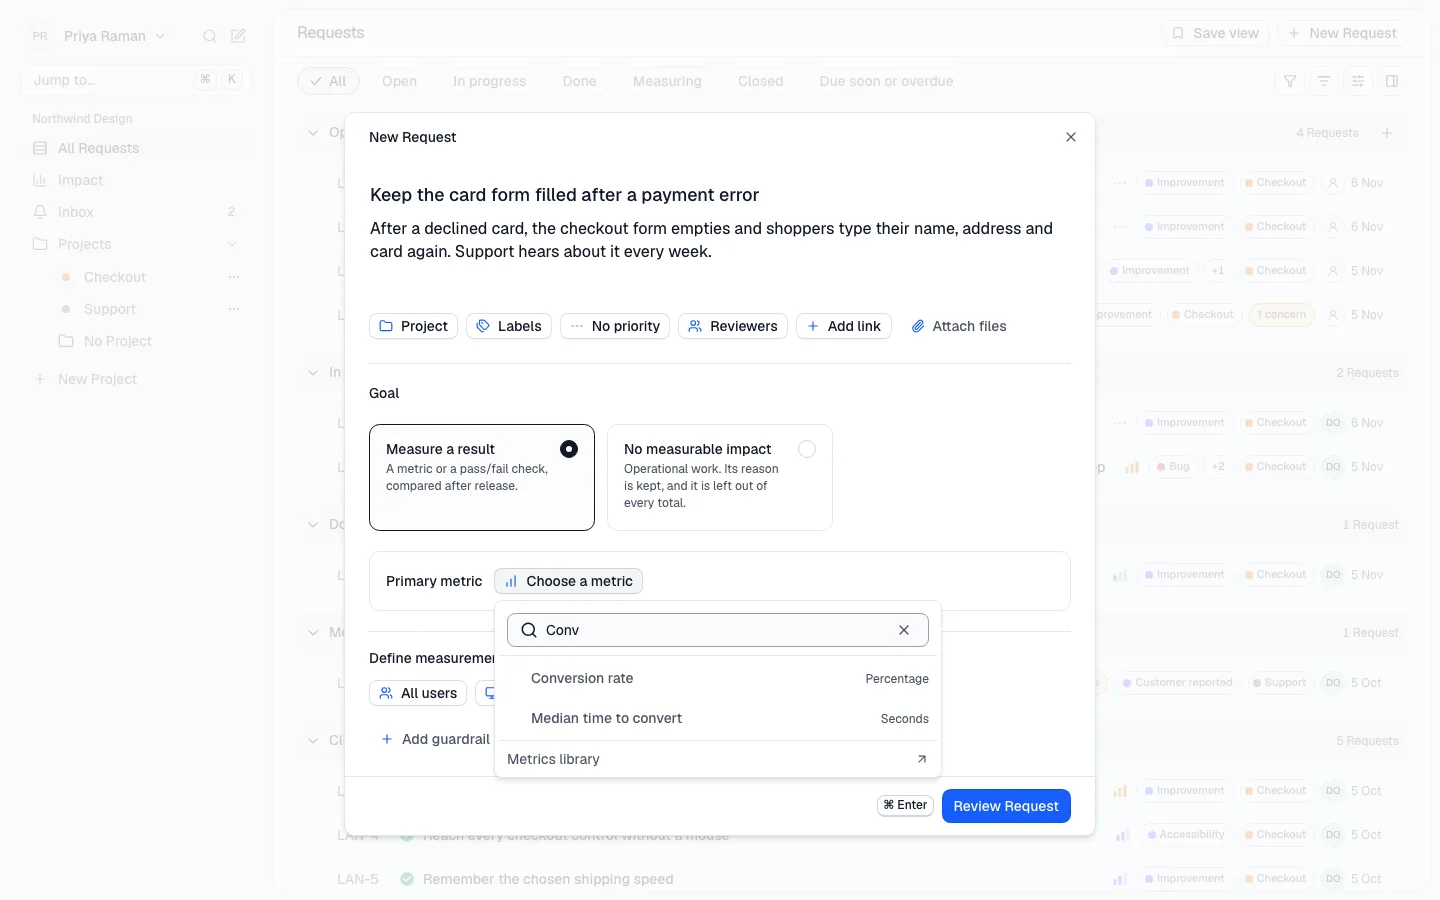 PR Priya Raman
Jump to... ⌘ K
Northwind Design
All Requests
Impact
Inbox 2
Projects
Checkout
Support
No Project
New Project
Requests
Save view
New Request
All Open In progress Done Measuring Closed Due soon or overdue
4 Requests
Improvement Checkout 6 Nov
Improvement Checkout 6 Nov
Improvement +1 Checkout 5 Nov
Checkout 1 concern 5 Nov
In
2 Requests
Improvement Checkout DO 6 Nov
Bug +2 Checkout DO 5 Nov
1 Request
Improvement Checkout DO 5 Nov
1 Request
Customer reported Support DO 5 Oct
5 Requests
Improvement Checkout DO 5 Oct
LAN-4 Reach every checkout control without a mouse Accessibility Checkout DO 5 Oct
LAN-5 Remember the chosen shipping speed Improvement Checkout DO 5 Oct
New Request
Keep the card form filled after a payment error
After a declined card, the checkout form empties and shoppers type their name, address and
card again. Support hears about it every week.
Project Labels No priority Reviewers Add link Attach files
Goal
Measure a result
A metric or a pass/fail check,
compared after release.
No measurable impact
Operational work. Its reason
is kept, and it is left out of
every total.
Primary metric Choose a metric
Conv
Conversion rate Percentage
Median time to convert Seconds
Metrics library
Define
All users
Add guardrail
⌘ Enter Review Request